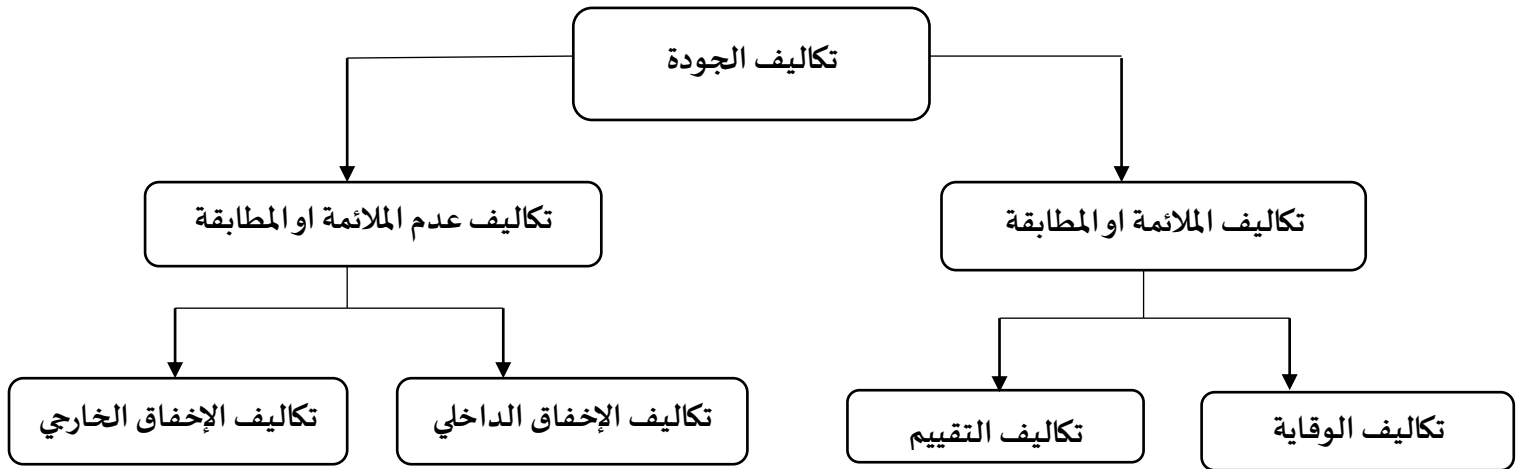 تكاليف الجودة
تكاليف الملائمة او المطابقة
تكاليف عدم الملائمة او المطابقة
تكاليف الوقاية
تكاليف التقييم
تكاليف الإخفاق الداخلي
تكاليف الإخفاق الخارجي